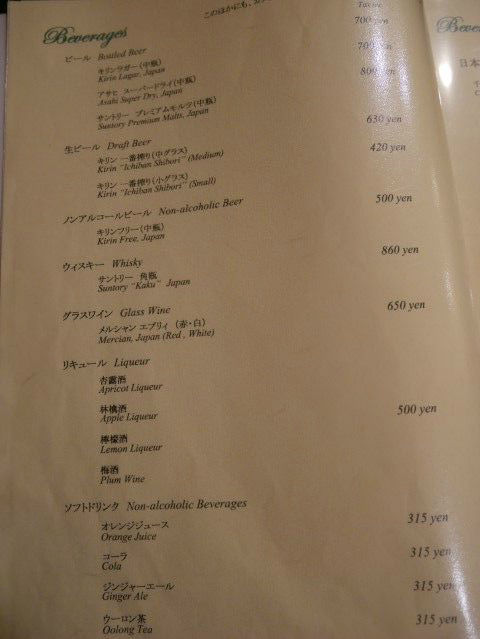 このほかにも、
Beverages
ビール Bottled Beer
キリンラガー（中瓶） 700 yen
Kirin Lagar, Japan
アサヒ スーパードライ（中瓶） 700 yen
Asahi Super Dry, Japan
サントリー プレミアムモルツ（中瓶） 800 yen
Suntory Premium Malts, Japan
生ビール Draft Beer
キリン 一番搾り（中グラス） 630 yen
Kirin "Ichiban Shibori" (Medium)
キリン 一番搾り（小グラス） 420 yen
Kirin "Ichiban Shibori" (Small)
ノンアルコールビール Non-alcoholic Beer
キリンフリー（中瓶） 500 yen
Kirin Free, Japan
ウィスキー Whisky
サントリー 角瓶 860 yen
Suntory "Kaku" Japan
グラスワイン Glass Wine
メルシャン エブリィ（赤・白） 650 yen
Mercian, Japan (Red , White)
リキュール Liqueur
杏露酒
Apricot Liqueur
林檎酒
Apple Liqueur
500 yen
檸檬酒
Lemon Liqueur
梅酒
Plum Wine
ソフトドリンク Non-alcoholic Beverages
オレンジジュース 315 yen
Orange Juice
コーラ 315 yen
Cola
ジンジャーエール 315 yen
Ginger Ale
ウーロン茶 315 yen
Oolong Tea
日本